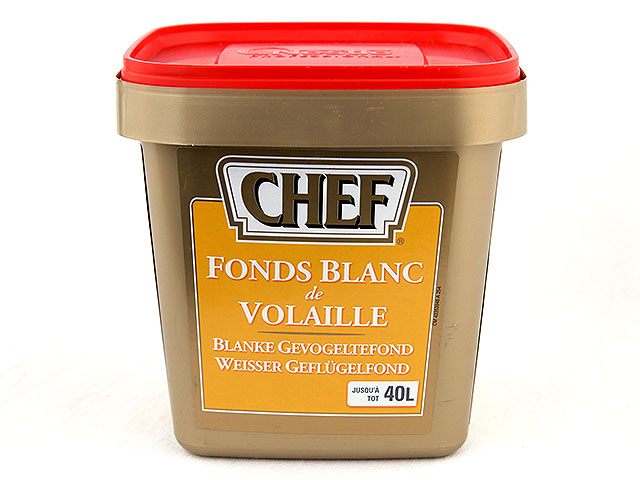 CHEF
®
FONDS BLANC
de
VOLAILLE
BLANKE GEVOGELTEFOND
WEISSER GEFLÜGELFOND
JUSQU'À
TOT 40L